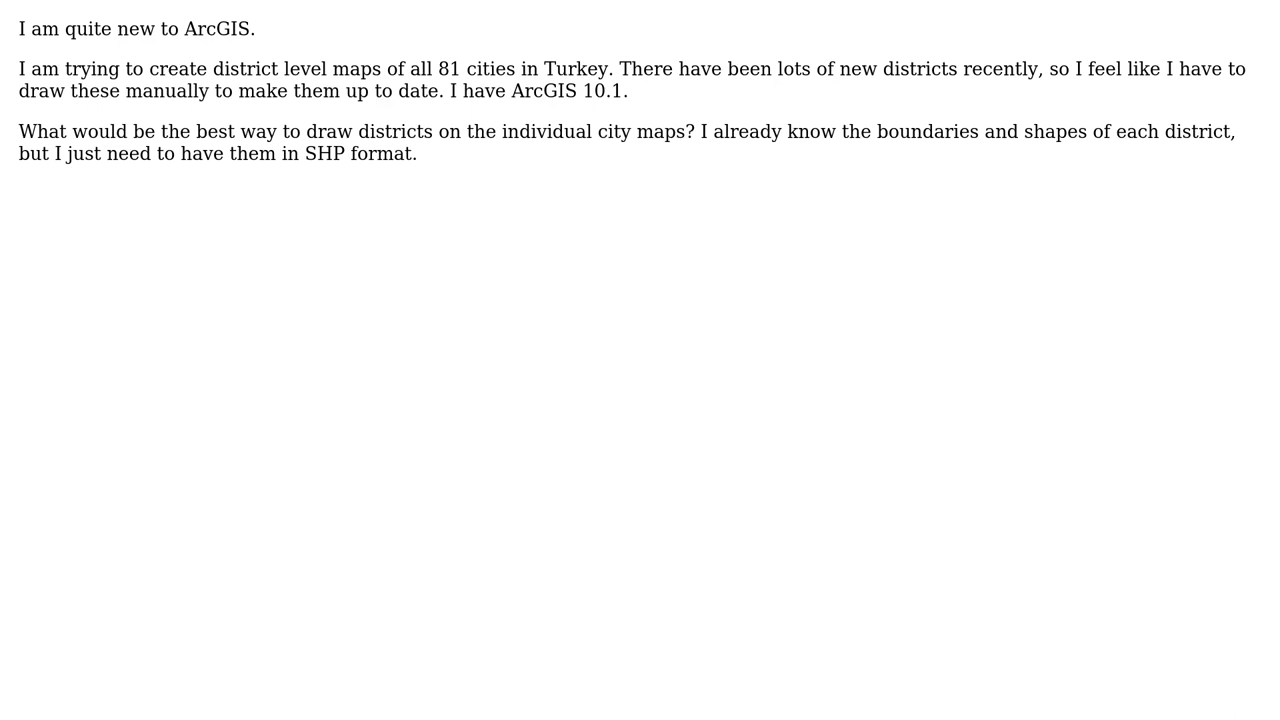 I am quite new to ArcGIS.
I am trying to create district level maps of all 81 cities in Turkey. There have been lots of new districts recently, so I feel like I have to
draw these manually to make them up to date. I have ArcGIS 10.1.
What would be the best way to draw districts on the individual city maps? I already know the boundaries and shapes of each district,
but I just need to have them in SHP format.